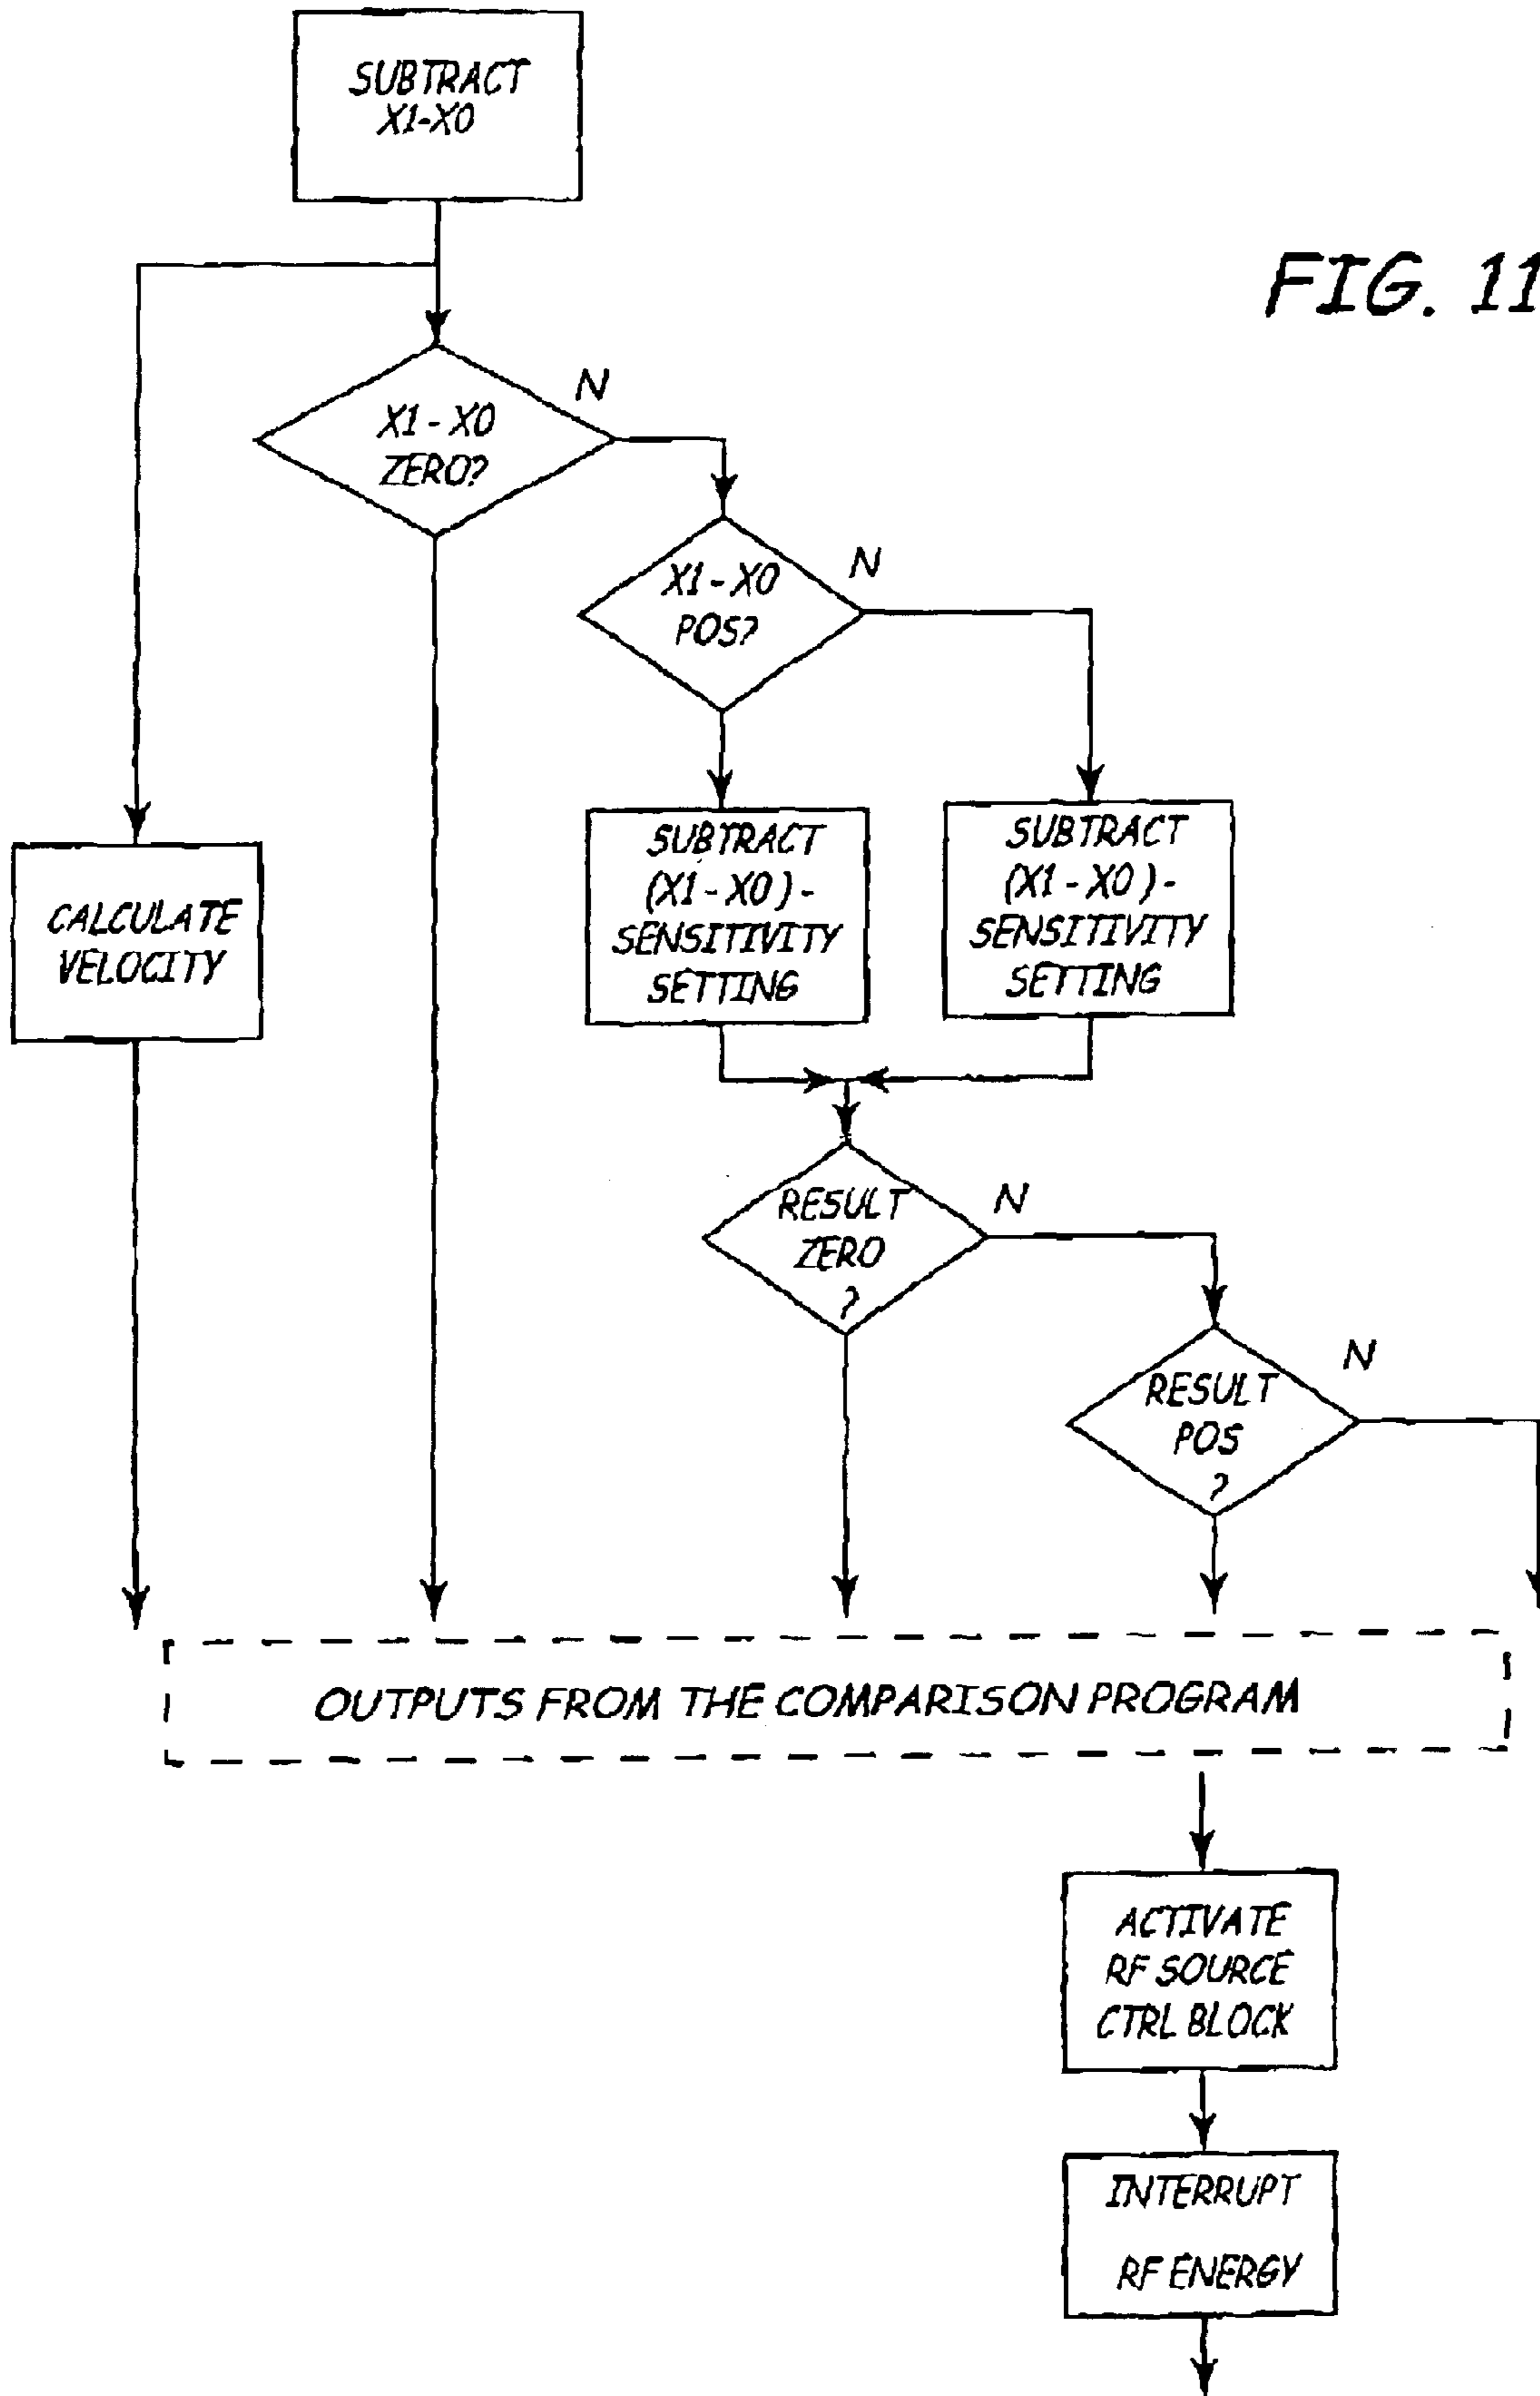 SUBTRACT
X1-X0
FIG. 11
N
X1 - X0
ZERO?
N
X1 - X0
POS?
SUBTRACT
(X1 - X0) -
SENSITIVITY
SETTING
SUBTRACT
(X1 - X0) -
SENSITIVITY
SETTING
CALCULATE
VELOCITY
N
RESULT
ZERO
?
N
RESULT
POS
?
OUTPUTS FROM THE COMPARISON PROGRAM
ACTIVATE
RF SOURCE
CTRL BLOCK
INTERRUPT
RF ENERGY